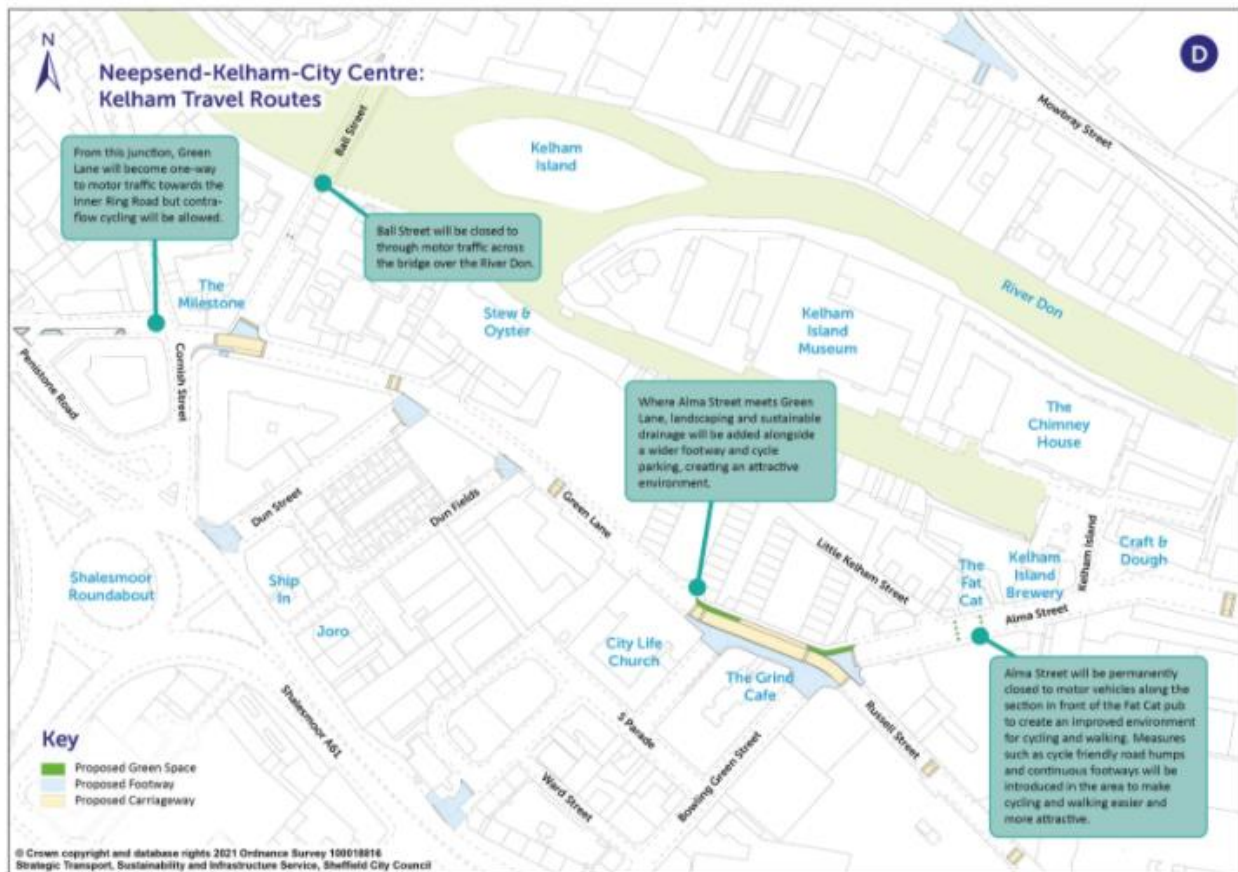 N
Neepsend-Kelham-City Centre:
Kelham Travel Routes
D
From this junction, Green
Lane will become one-way
to motor traffic towards the
Inner Ring Road but contra-
flow cycling will be allowed.
Ball Street
Ball Street will be closed to
through motor traffic across
the bridge over the River Don.
Kelham
Island
Mowbray Street
River Don
The
Milestone
Stew &
Oyster
Kelham
Island
Museum
Penistone Road
Cornish Street
Where Alma Street meets Green
Lane, landscaping and sustainable
drainage will be added alongside
a wider footway and cycle
parking, creating an attractive
environment.
The
Chimney
House
Dun Street
Dun Fields
Green Lane
Little Kelham Street
The
Fat
Cat
Kelham
Island
Brewery
Kelham Island
Craft &
Dough
Alma Street
Shalesmoor
Roundabout
Ship
In
Joro
City Life
Church
The Grind
Cafe
Russell Street
Alma Street will be permanently
closed to motor vehicles along the
section in front of the Fat Cat pub
to create an improved environment
for cycling and walking. Measures
such as cycle friendly road humps
and continuous footways will be
introduced in the area to make
cycling and walking easier and
more attractive.
Shalesmoor A61
S Parade
Ward Street
Bowling Green Street
Key
Proposed Green Space
Proposed Footway
Proposed Carriageway
© Crown copyright and database rights 2021 Ordnance Survey 100018816
Strategic Transport, Sustainability and Infrastructure Service, Sheffield City Council